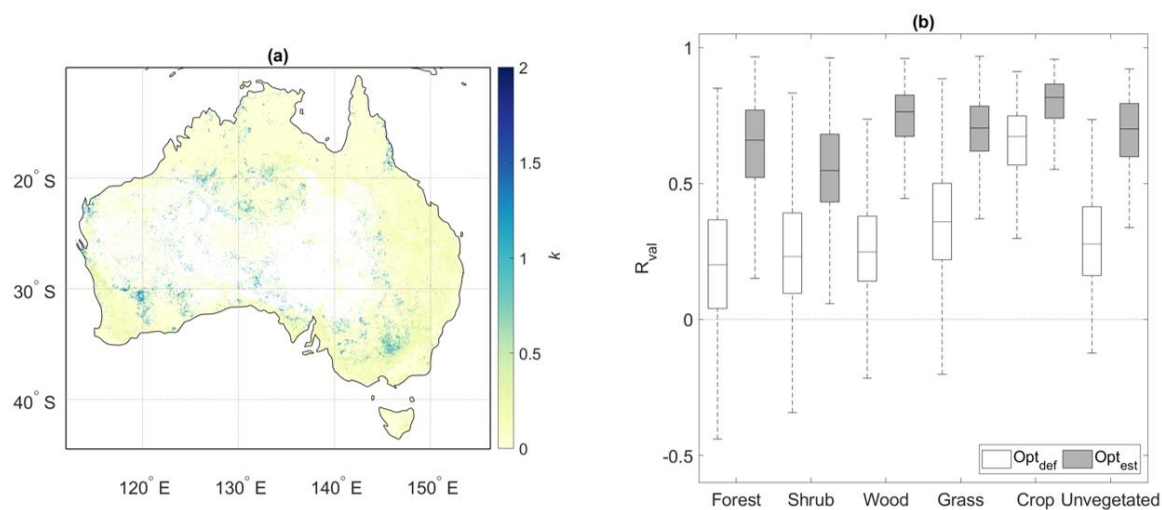 (a)
20° S
30° S
40° S
120° E 130° E 140° E 150° E
2
1.5
1
0.5
0
k
(b)
1
0.5
0
-0.5
R_val
Opt_def Opt_est
Forest Shrub Wood Grass Crop Unvegetated